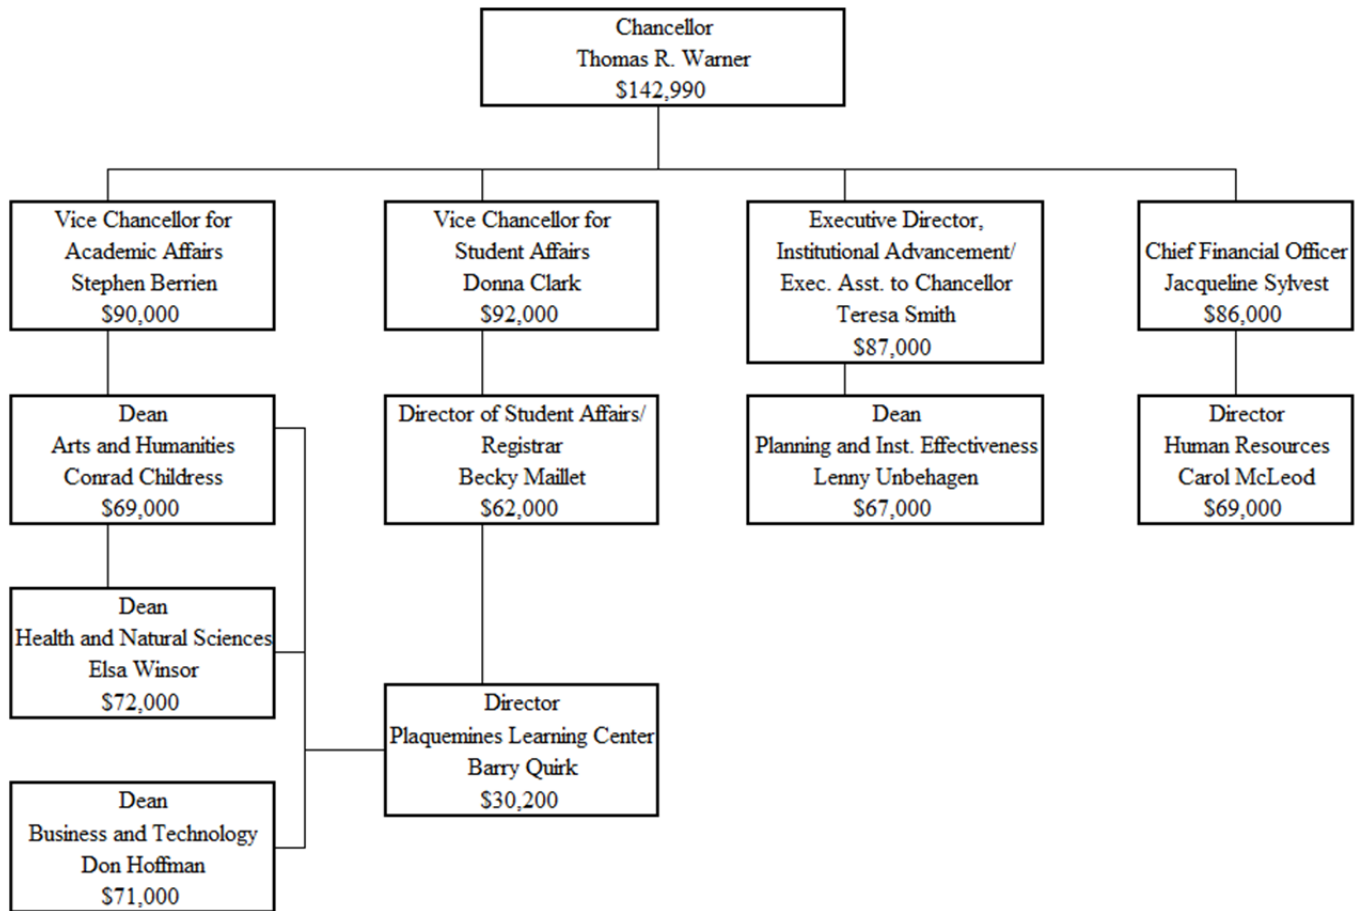 Chancellor
Thomas R. Warner
$142,990
Vice Chancellor for
Academic Affairs
Stephen Berrien
$90,000
Vice Chancellor for
Student Affairs
Donna Clark
$92,000
Executive Director,
Institutional Advancement/
Exec. Asst. to Chancellor
Teresa Smith
$87,000
Chief Financial Officer
Jacqueline Sylvest
$86,000
Dean
Arts and Humanities
Conrad Childress
$69,000
Director of Student Affairs/
Registrar
Becky Maillet
$62,000
Dean
Planning and Inst. Effectiveness
Lenny Unbehagen
$67,000
Director
Human Resources
Carol McLeod
$69,000
Dean
Health and Natural Sciences
Elsa Winsor
$72,000
Director
Plaquemines Learning Center
Barry Quirk
$30,200
Dean
Business and Technology
Don Hoffman
$71,000